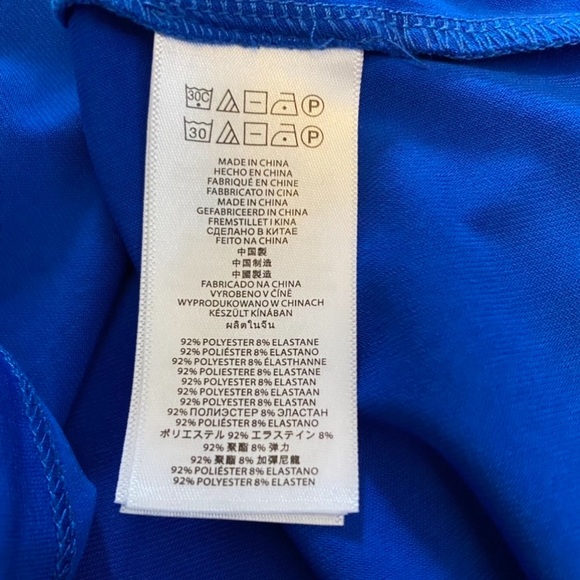 30C P
30 P
MADE IN CHINA
HECHO EN CHINA
FABRIQUÉ EN CHINE
FABBRICATO IN CINA
MADE IN CHINA
GEFABRICEERD IN CHINA
FREMSTILLET I KINA
СДЕЛАНО В КИТАЕ
FEITO NA CHINA
中国製
中国制造
中國製造
FABRICADO NA CHINA
VYROBENO V ČÍNĚ
WYPRODUKOWANO W CHINACH
KÉSZÜLT KÍNÁBAN
ผลิตในจีน
92% POLYESTER 8% ELASTANE
92% POLIÉSTER 8% ELASTANO
92% POLYESTER 8% ÉLASTHANNE
92% POLIESTERE 8% ELASTANE
92% POLYESTER 8% ELASTAAN
92% POLYESTER 8% ELASTAN
92% ПОЛИЭСТЕР 8% ЭЛАСТАН
92% POLIÉSTER 8% ELASTANO
ポリエステル 92% エラステイン 8%
92% 聚酯 8% 弹力
92% 聚酯 8% 加彈尼龍
92% POLIÉSTER 8% ELASTANO
92% POLYESTER 8% ELASTEN